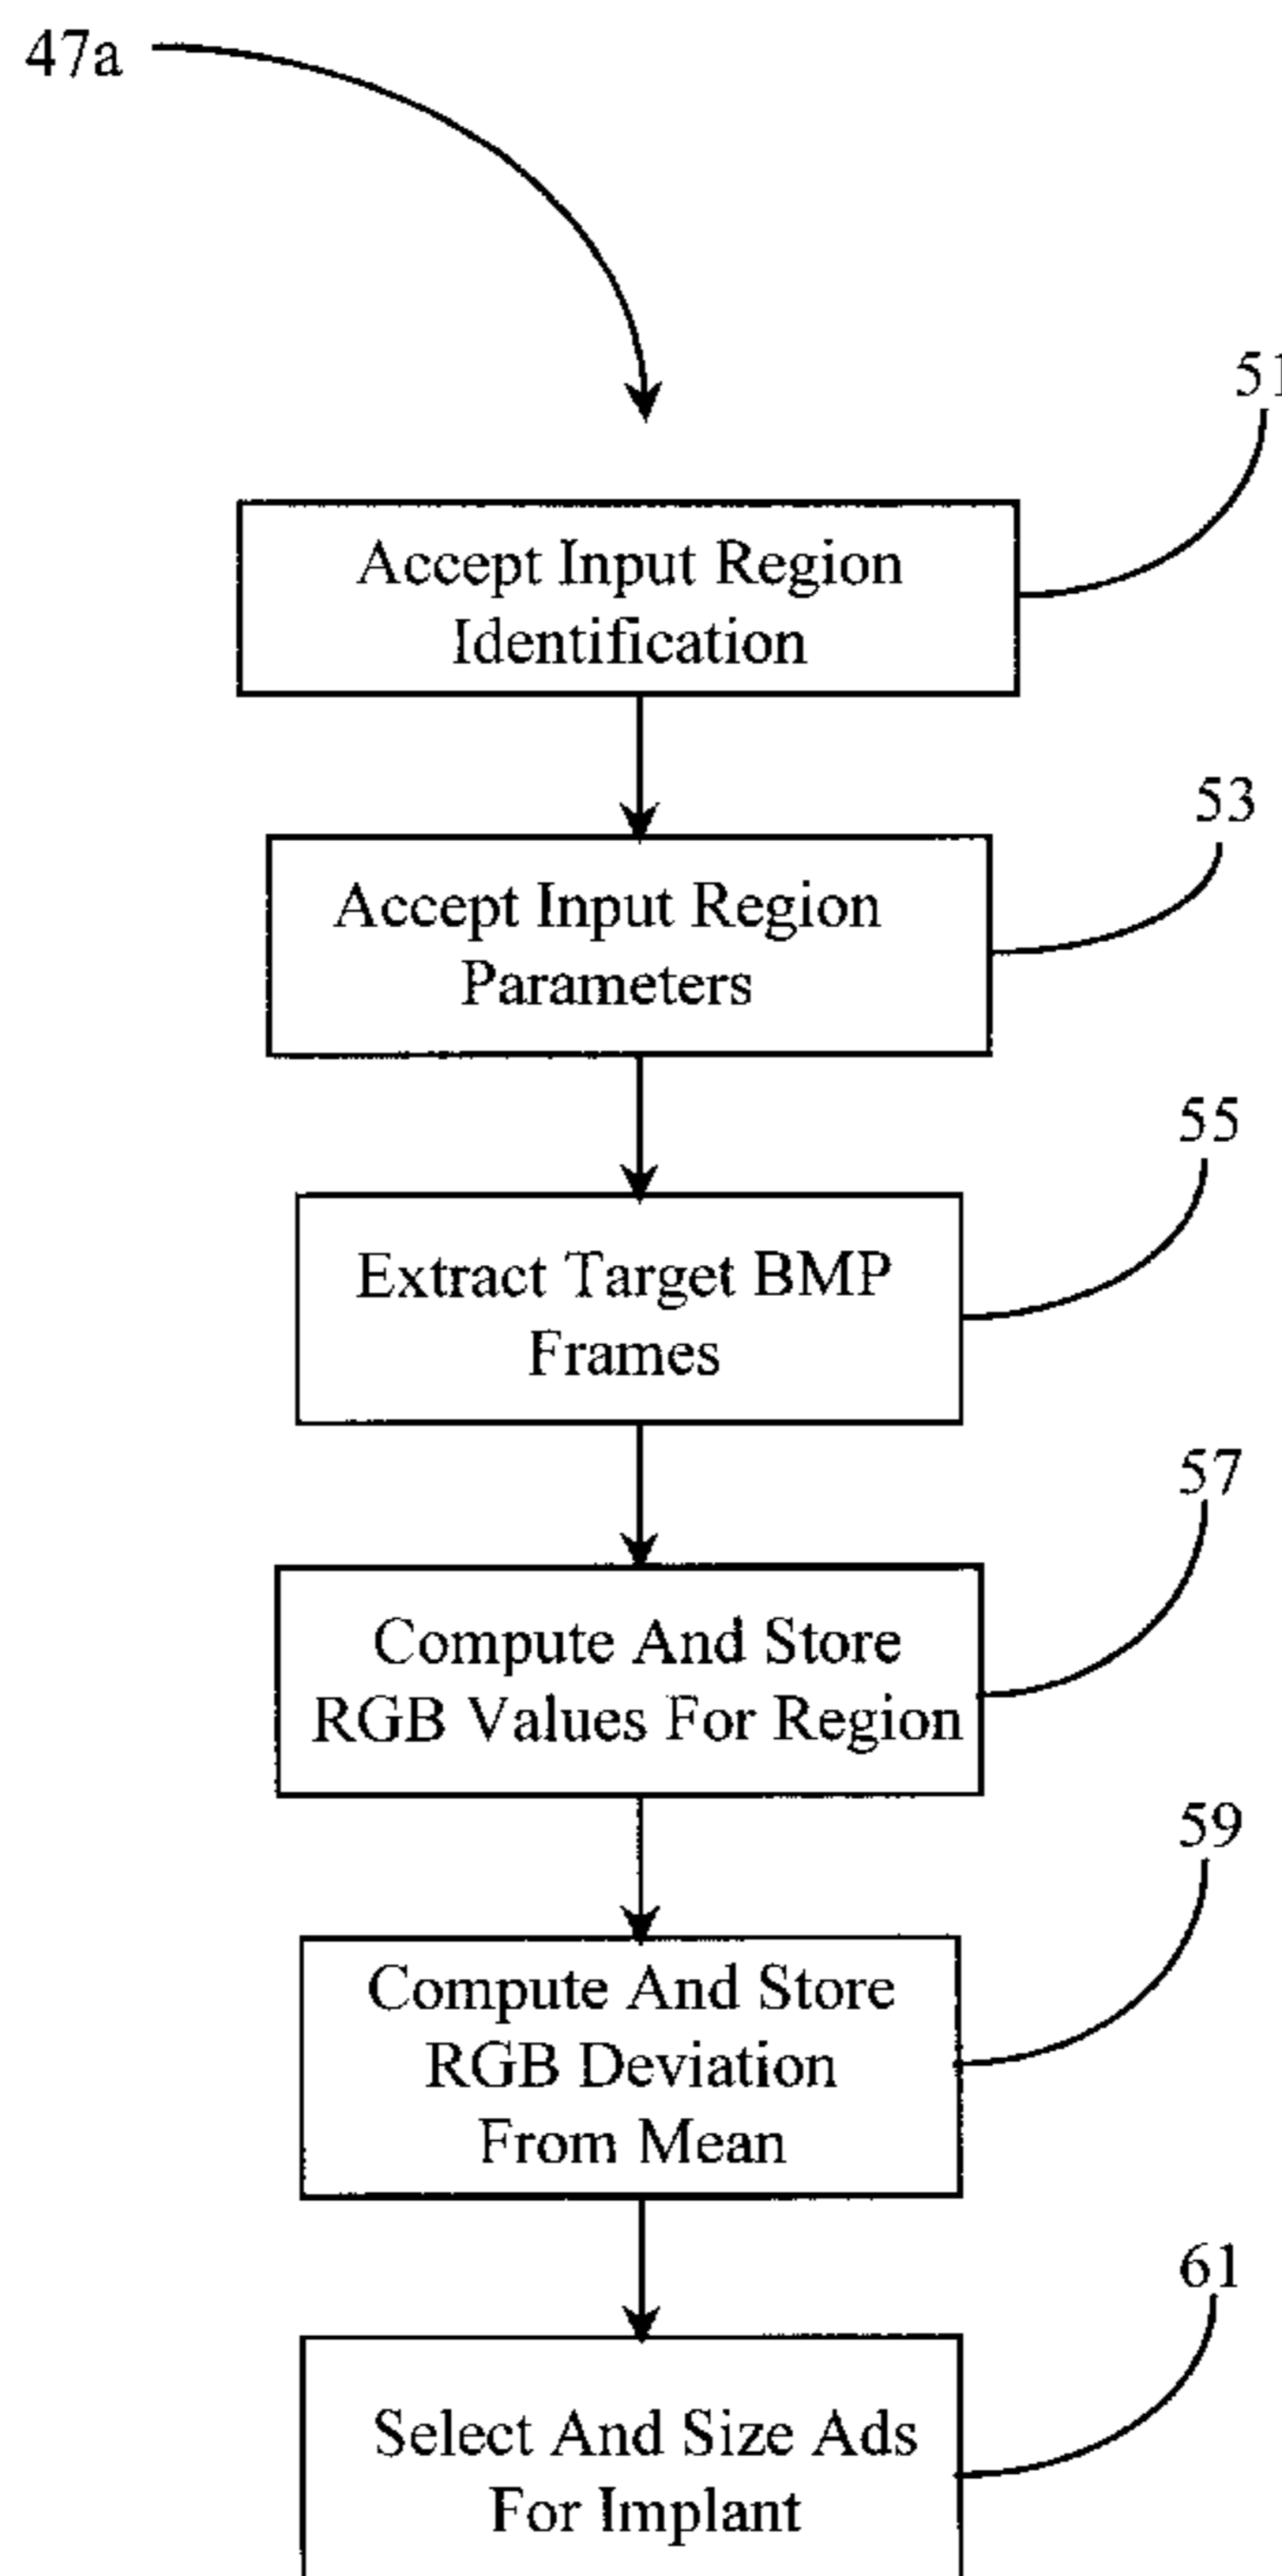 47a
51
Accept Input Region
Identification
53
Accept Input Region
Parameters
55
Extract Target BMP
Frames
57
Compute And Store
RGB Values For Region
59
Compute And Store
RGB Deviation
From Mean
61
Select And Size Ads
For Implant